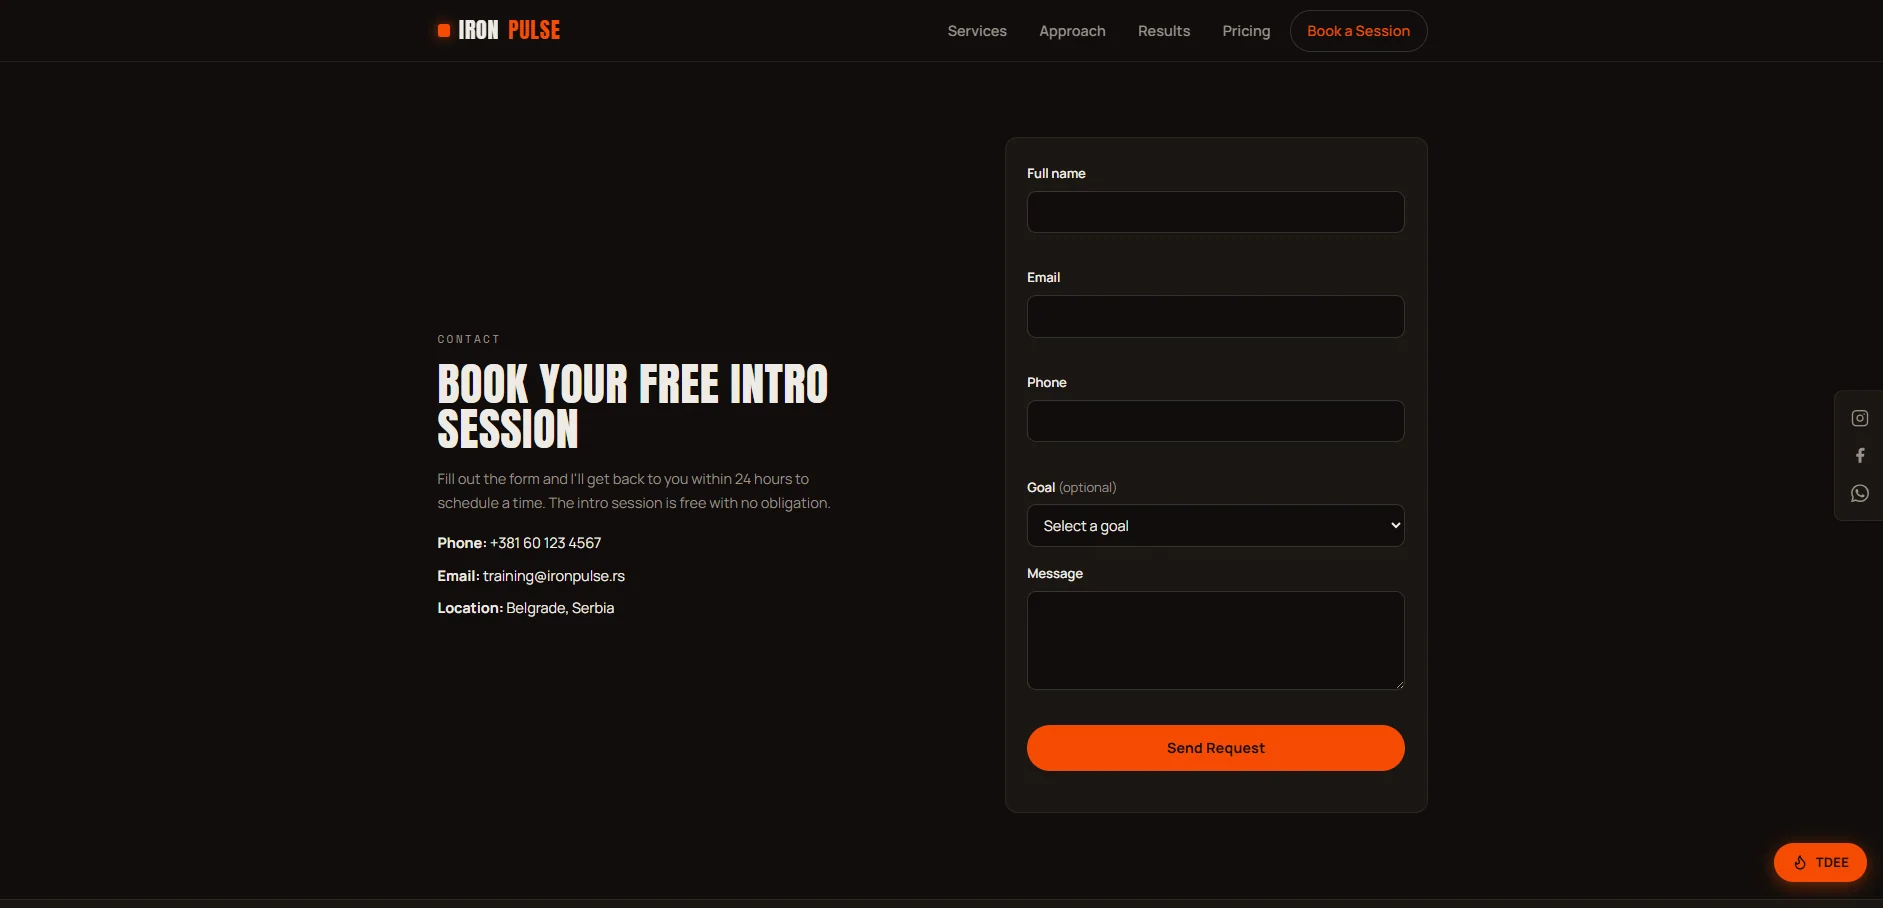 IRON PULSE
Services
Approach
Results
Pricing
Book a Session
CONTACT
BOOK YOUR FREE INTRO
SESSION
Fill out the form and I'll get back to you within 24 hours to
schedule a time. The intro session is free with no obligation.
Phone: +381 60 123 4567
Email: training@ironpulse.rs
Location: Belgrade, Serbia
Full name
Email
Phone
Goal (optional)
Select a goal
Message
Send Request
TDEE